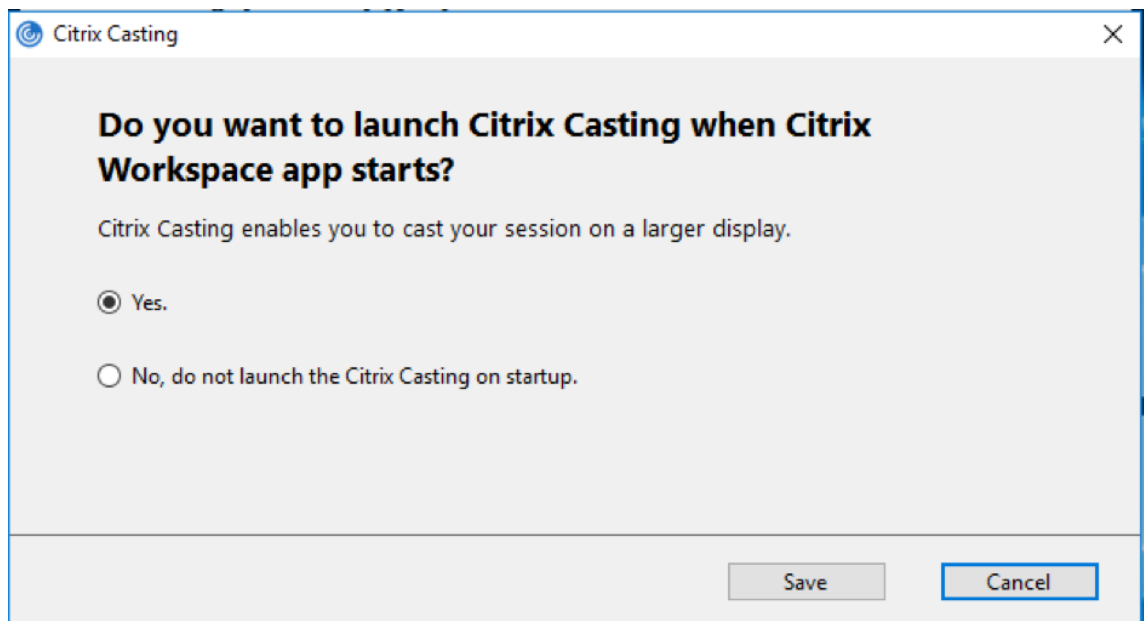 Citrix Casting
Do you want to launch Citrix Casting when Citrix
Workspace app starts?
Citrix Casting enables you to cast your session on a larger display.
Yes.
No, do not launch the Citrix Casting on startup.
Save
Cancel